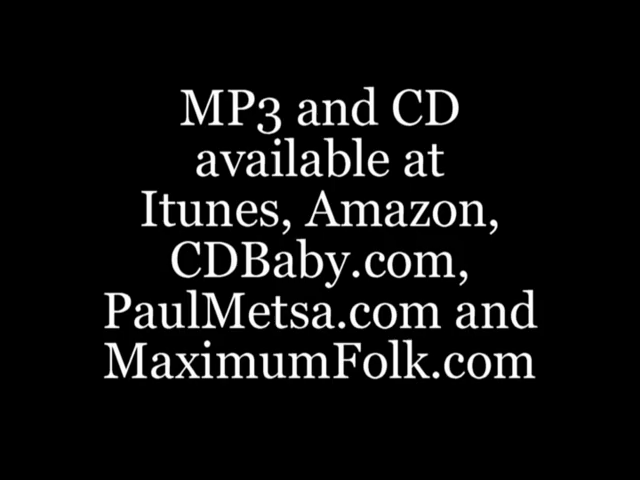 MP3 and CD
available at
Itunes, Amazon,
CDBaby.com,
PaulMetsa.com and
MaximumFolk.com